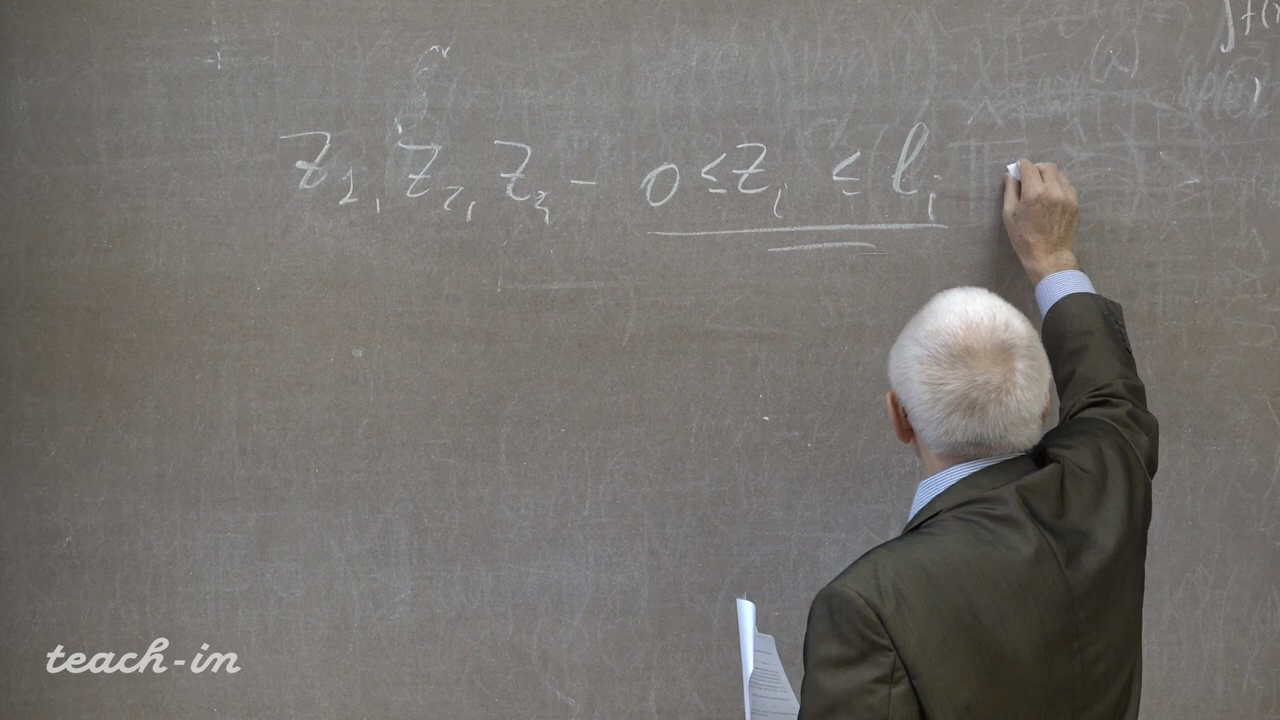 z₁, z₂, z₃ – 0 ≤ zᵢ ≤ lᵢ
teach-in